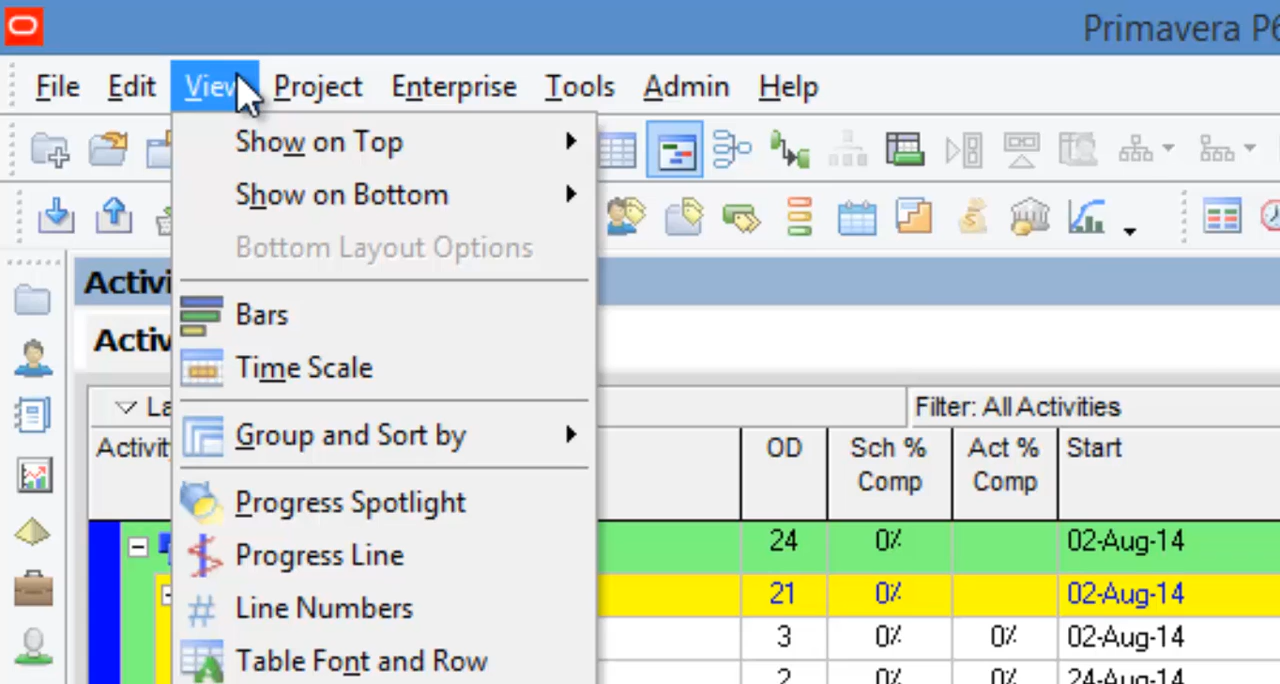 Primavera P6
File Edit View Project Enterprise Tools Admin Help
Show on Top
Show on Bottom
Bottom Layout Options
Bars
Time Scale
Group and Sort by
Progress Spotlight
Progress Line
# Line Numbers
Table Font and Row
Filter: All Activities
OD Sch % Comp Act % Comp Start
24 0% 02-Aug-14
21 0% 02-Aug-14
3 0% 0% 02-Aug-14
2 0% 0% 24-Aug-14